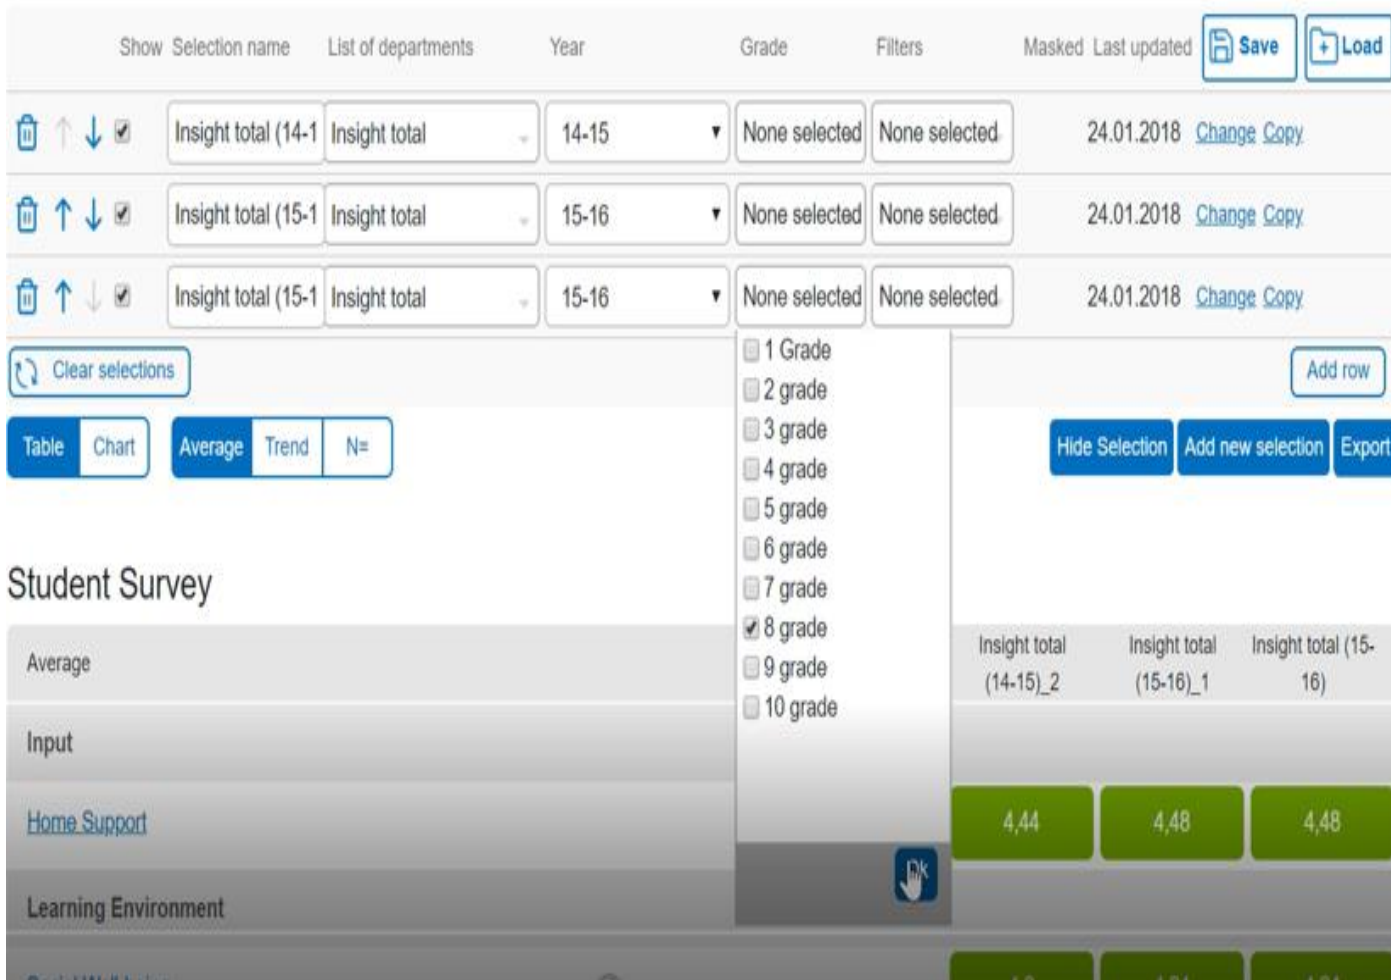 Show Selection name List of departments Year Grade Filters Masked Last updated Save Load
Insight total (14-1 Insight total 14-15 None selected None selected 24.01.2018 Change Copy
Insight total (15-1 Insight total 15-16 None selected None selected 24.01.2018 Change Copy
Insight total (15-1 Insight total 15-16 None selected None selected 24.01.2018 Change Copy
1 Grade
Clear selections Add row
2 grade
3 grade
Table Chart Average Trend N= Hide Selection Add new selection Export
4 grade
5 grade
6 grade
Student Survey
7 grade
8 grade
9 grade
10 grade
Average
Insight total
(14-15)_2
Insight total
(15-16)_1
Insight total (15-
16)
Input
Home Support 4,44 4,48 4,48
Ok
Learning Environment